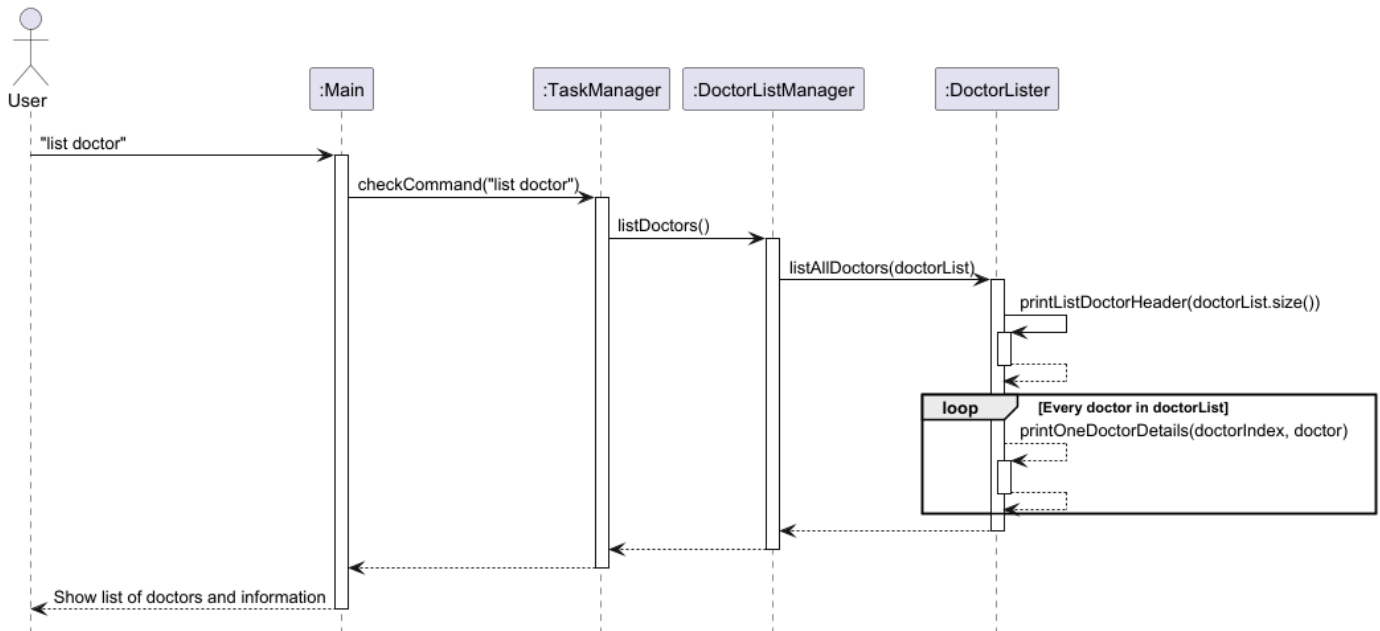 User
:Main
:TaskManager
:DoctorListManager
:DoctorLister
"list doctor"
checkCommand("list doctor")
listDoctors()
listAllDoctors(doctorList)
printListDoctorHeader(doctorList.size())
loop
[Every doctor in doctorList]
printOneDoctorDetails(doctorIndex, doctor)
Show list of doctors and information